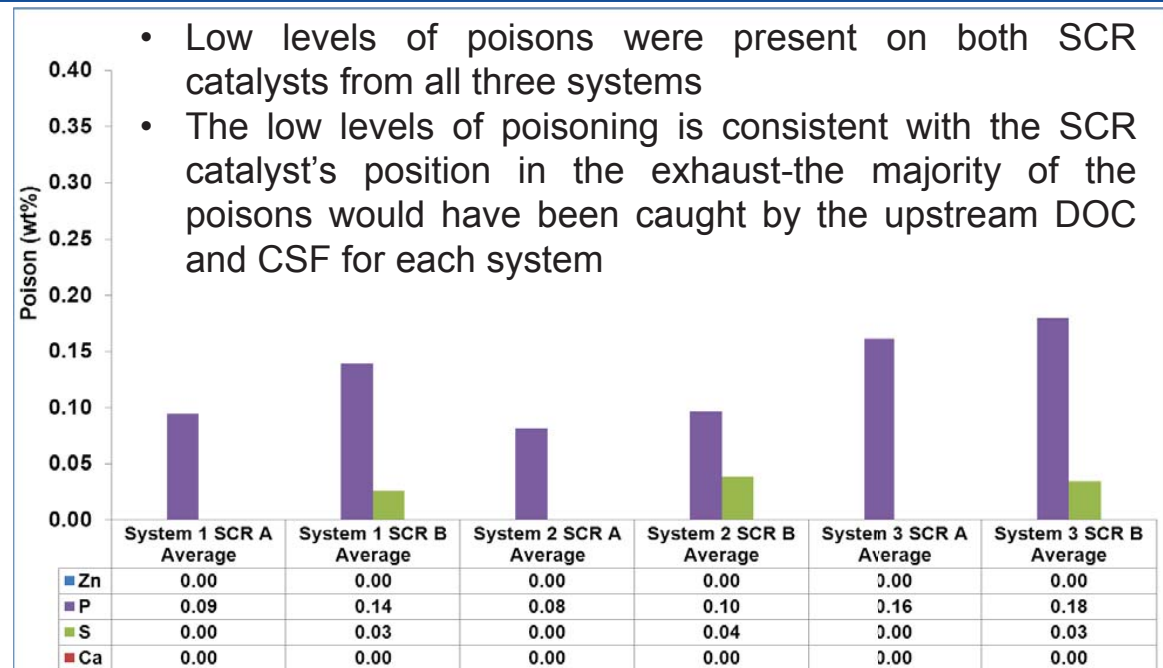 • Low levels of poisons were present on both SCR
catalysts from all three systems
• The low levels of poisoning is consistent with the SCR
catalyst's position in the exhaust-the majority of the
poisons would have been caught by the upstream DOC
and CSF for each system
Poison (wt%)
0.40
0.35
0.30
0.25
0.20
0.15
0.10
0.05
0.00
System 1 SCR A Average System 1 SCR B Average System 2 SCR A Average System 2 SCR B Average System 3 SCR A Average System 3 SCR B Average
Zn 0.00 0.00 0.00 0.00 0.00 0.00
P 0.09 0.14 0.08 0.10 0.16 0.18
S 0.00 0.03 0.00 0.04 0.00 0.03
Ca 0.00 0.00 0.00 0.00 0.00 0.00